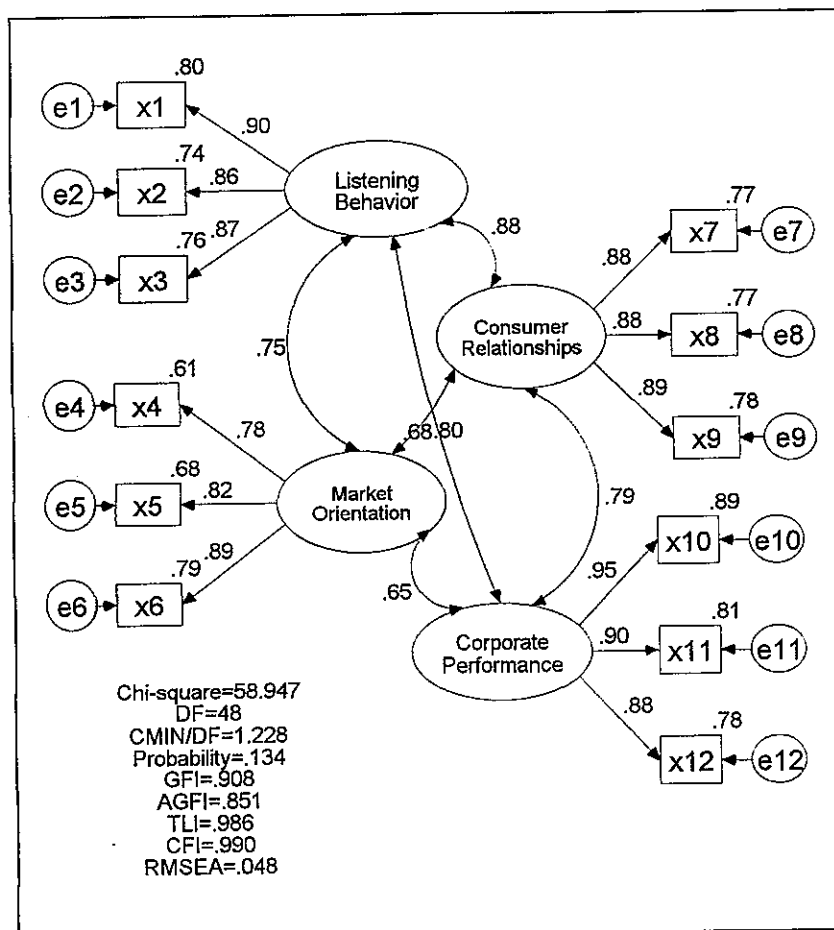 .80
e1
x1
.90
.74
e2
x2
.86
Listening
Behavior
.76
.87
e3
x3
.88
.77
x7
e7
.88
.77
Consumer
Relationships
.88
x8
e8
.75
.61
.89
.78
x9
e9
e4
x4
.78
.68
.80
.68
.82
e5
x5
Market
Orientation
.79
.89
.79
.89
x10
e10
.95
e6
x6
.65
.81
Corporate
Performance
.90
x11
e11
.88
.78
x12
e12
Chi-square=58.947
DF=48
CMIN/DF=1.228
Probability=.134
GFI=.908
AGFI=.851
TLI=.986
CFI=.990
RMSEA=.048